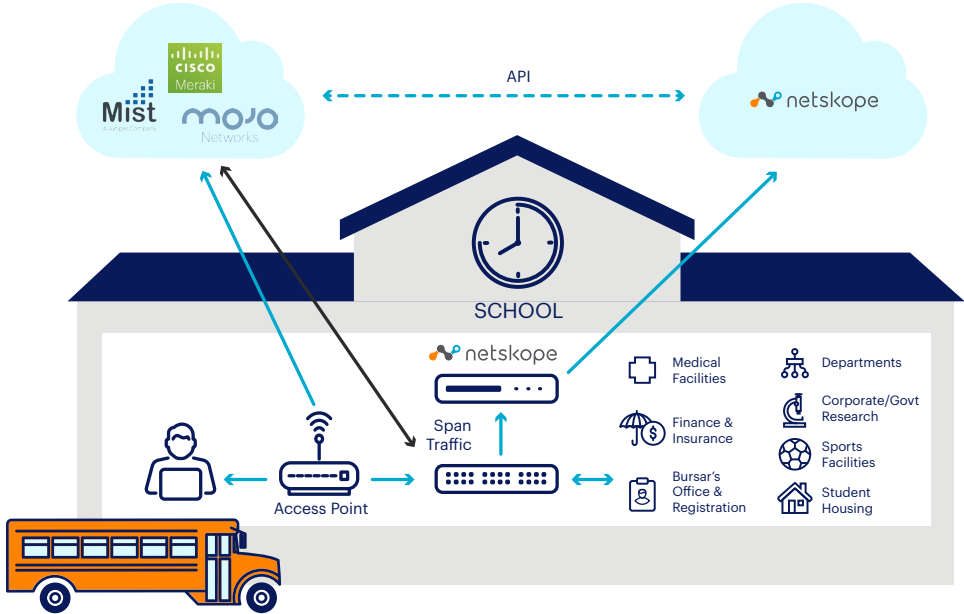 CISCO
Meraki
Mist
A Juniper Company
mojo
Networks
API
netskope
SCHOOL
netskope
Span
Traffic
Access Point
Medical
Facilities
Finance &
Insurance
Bursar’s
Office &
Registration
Departments
Corporate/Govt
Research
Sports
Facilities
Student
Housing